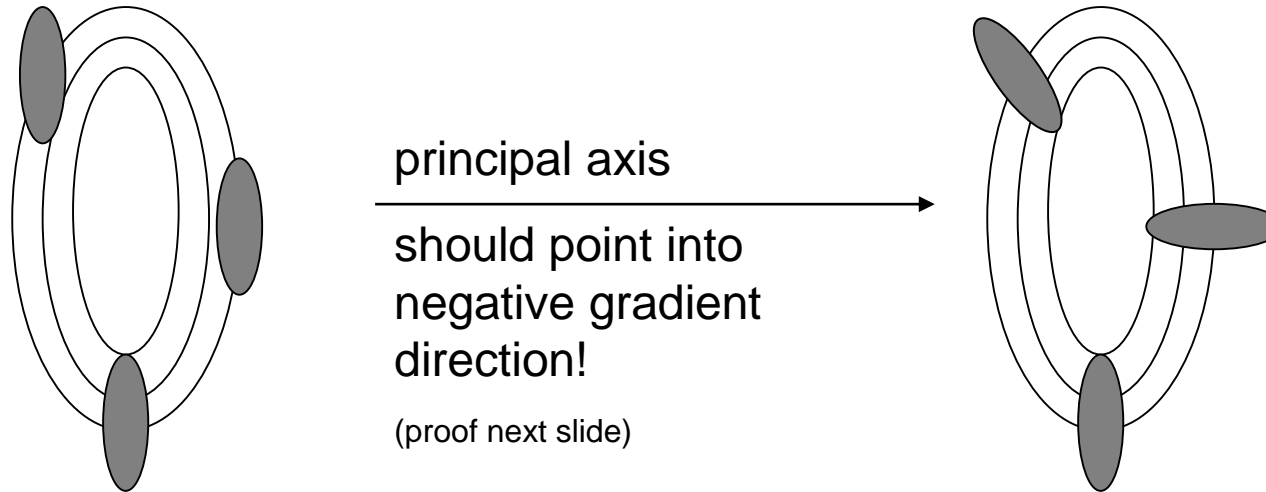 principal axis
should point into
negative gradient
direction!
(proof next slide)